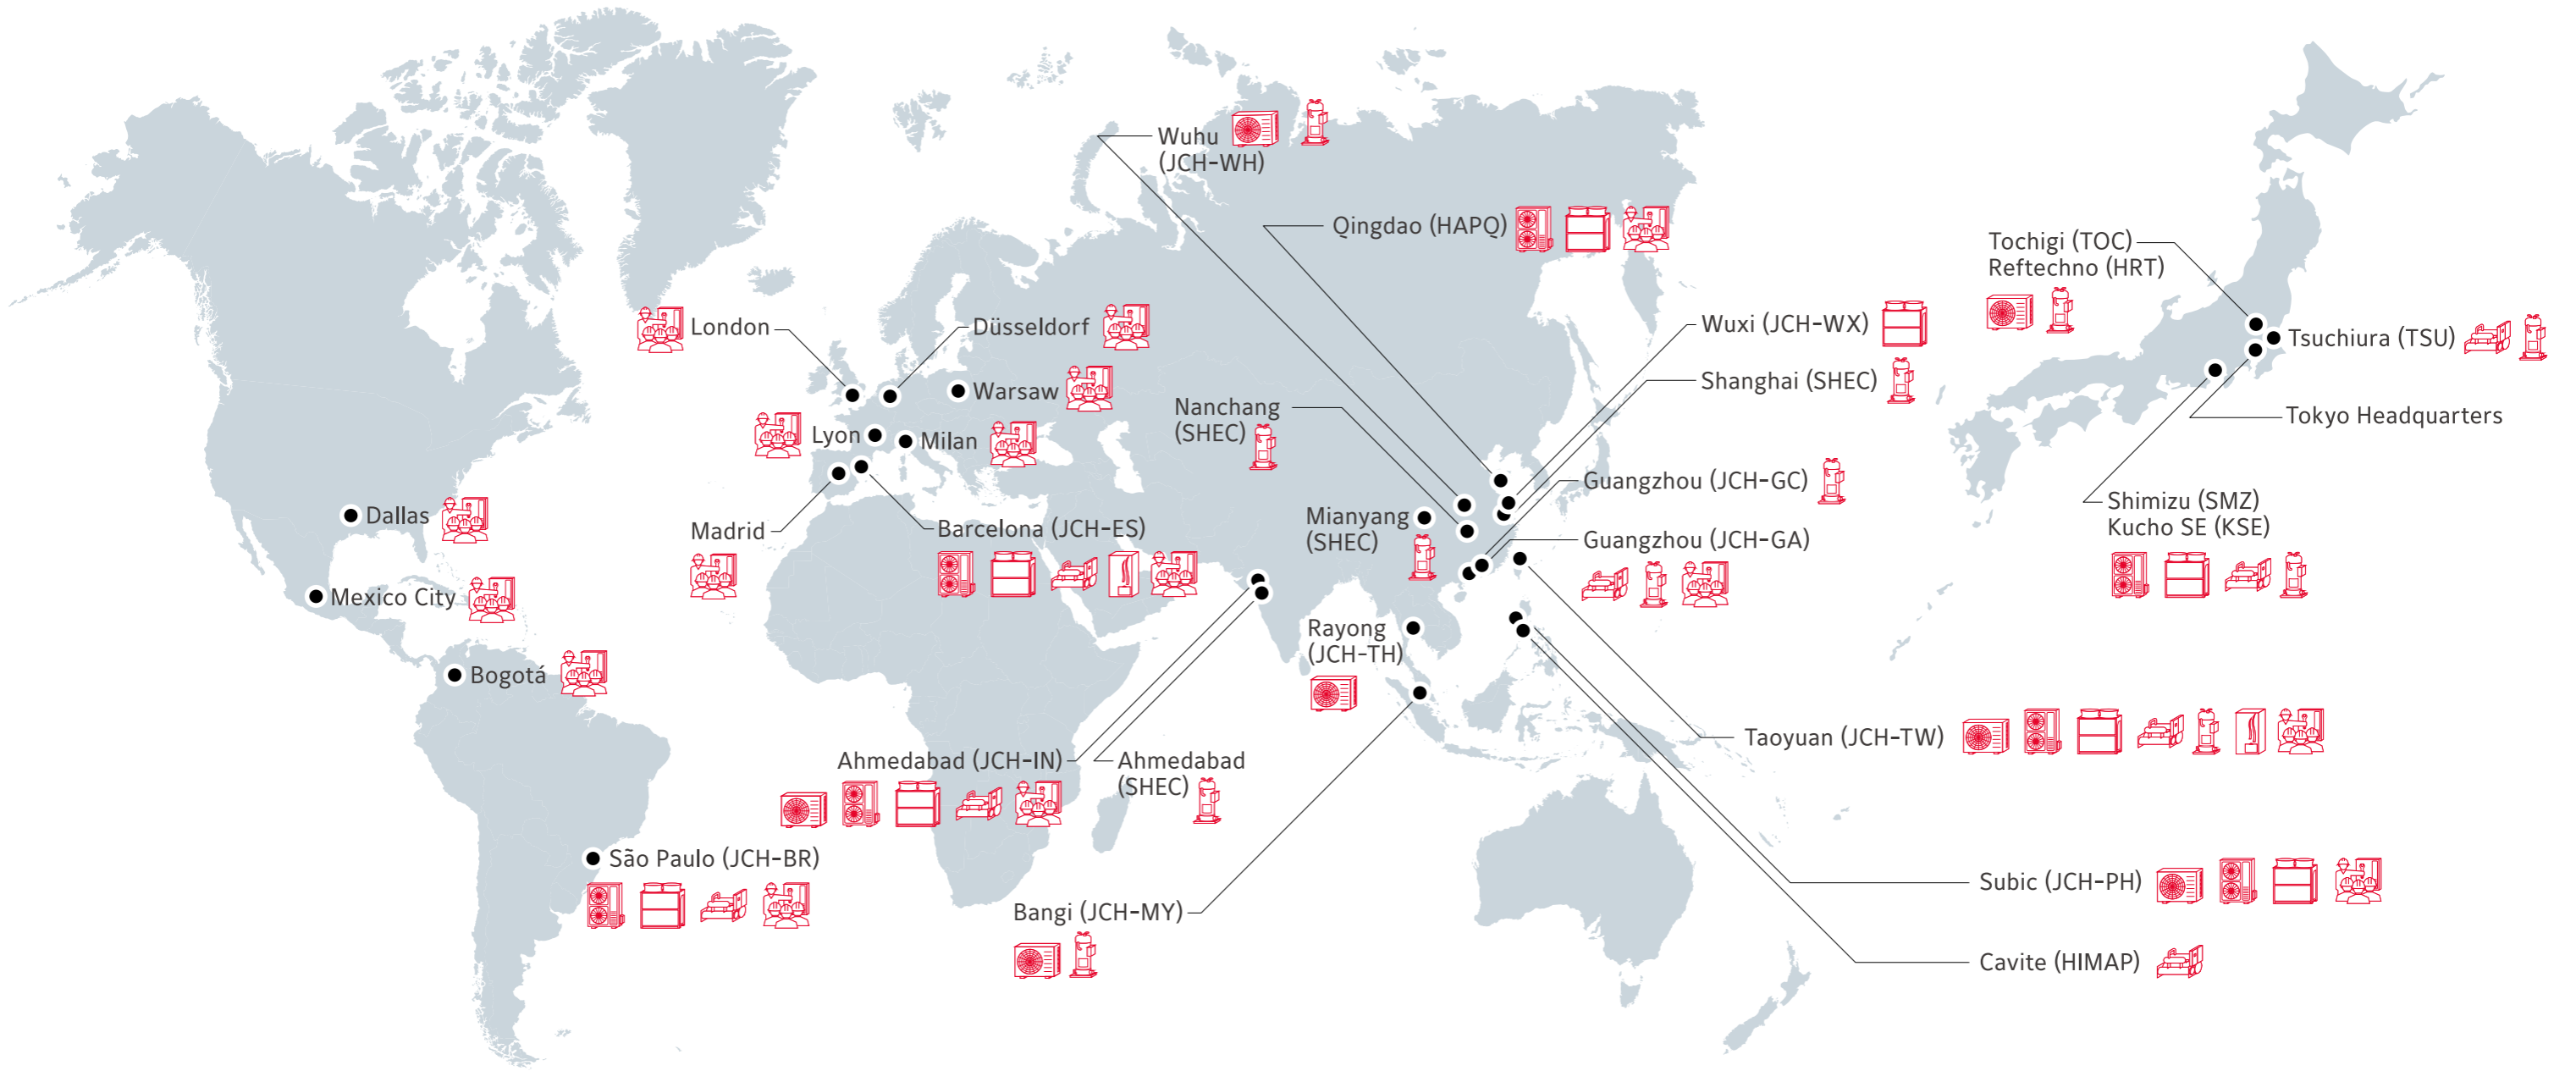 Wuhu
(JCH-WH)
Qingdao (HAPQ)
Tochigi (TOC)
Reftechno (HRT)
London
Düsseldorf
Wuxi (JCH-WX)
Tsuchiura (TSU)
Warsaw
Shanghai (SHEC)
Nanchang
(SHEC)
Tokyo Headquarters
Lyon
Milan
Guangzhou (JCH-GC)
Dallas
Madrid
Barcelona (JCH-ES)
Mianyang
(SHEC)
Guangzhou (JCH-GA)
Shimizu (SMZ)
Kucho SE (KSE)
Mexico City
Rayong
(JCH-TH)
Bogotá
Taoyuan (JCH-TW)
Ahmedabad (JCH-IN)
Ahmedabad
(SHEC)
São Paulo (JCH-BR)
Subic (JCH-PH)
Bangi (JCH-MY)
Cavite (HIMAP)